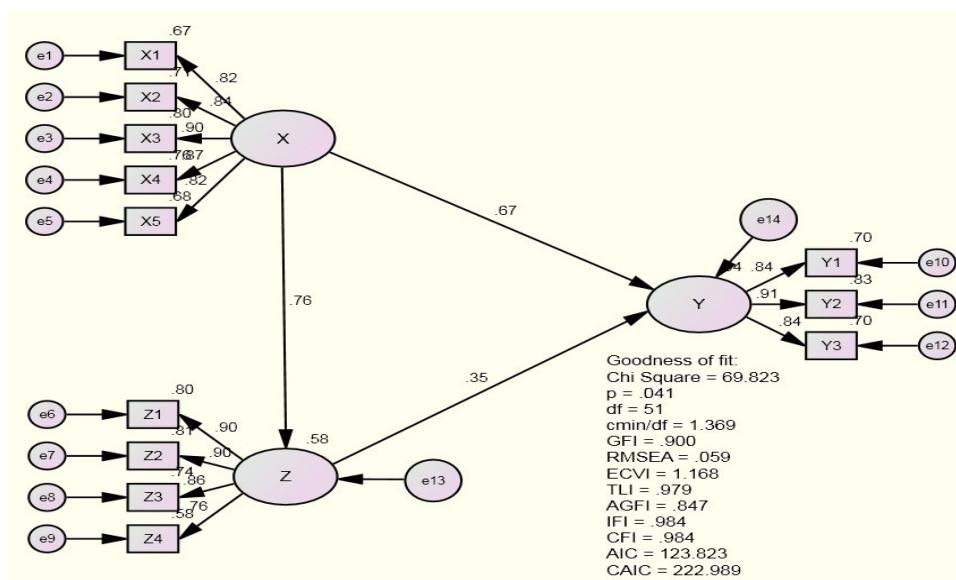 .67
e1
X1
.82
.71
e2
X2
.84
.80
e3
X3
.90
X
.76
.87
e4
X4
.82
.68
e5
X5
.67
e14
.84
.70
Y1
e10
.83
Y
.91
Y2
e11
.84
.70
Y3
e12
.76
.35
.80
e6
Z1
.90
.58
.81
e7
Z2
.90
.74
.86
Z
e13
e8
Z3
.76
.58
e9
Z4
Goodness of fit:
Chi Square = 69.823
p = .041
df = 51
cmin/df = 1.369
GFI = .900
RMSEA = .059
ECVI = 1.168
TLI = .979
AGFI = .847
IFI = .984
CFI = .984
AIC = 123.823
CAIC = 222.989